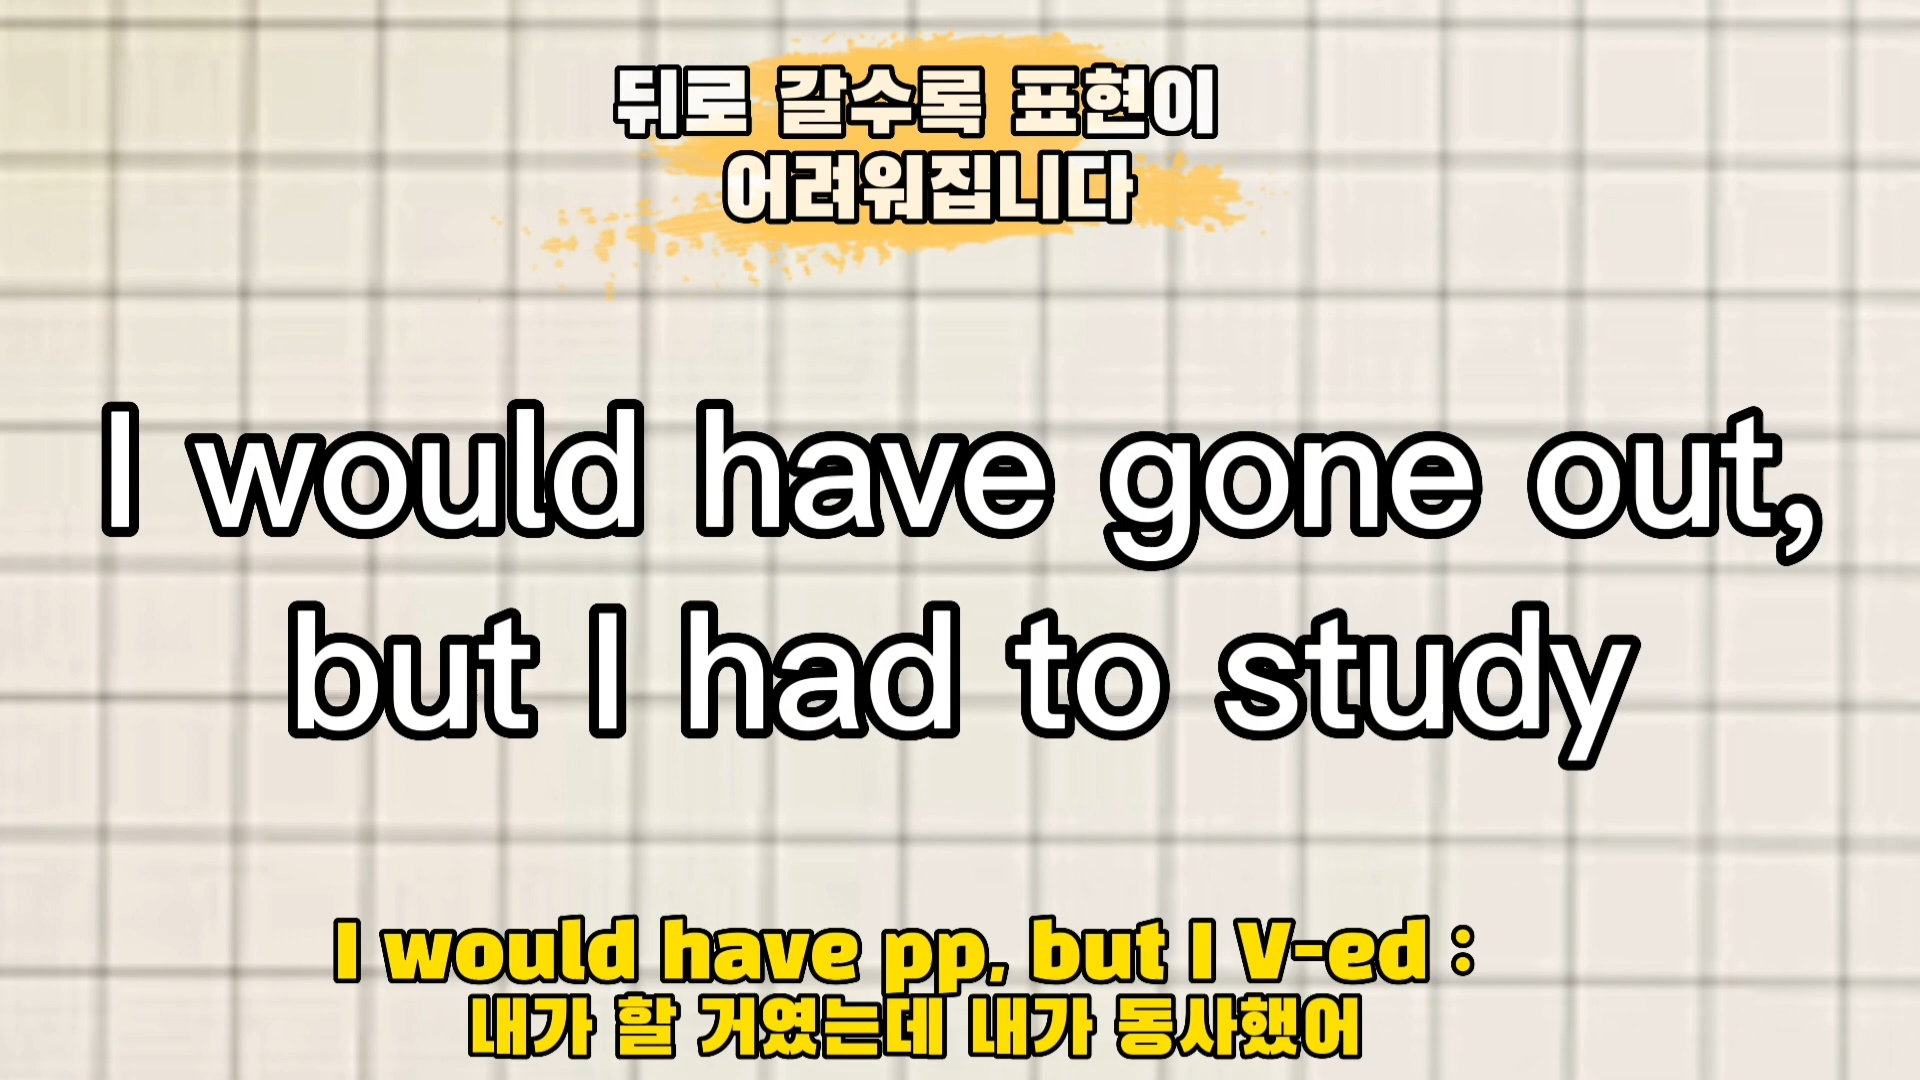 뒤로 갈수록 표현이
어려워집니다
I would have gone out,
but I had to study
I would have pp, but I V-ed :
내가 할 거였는데 내가 동사했어